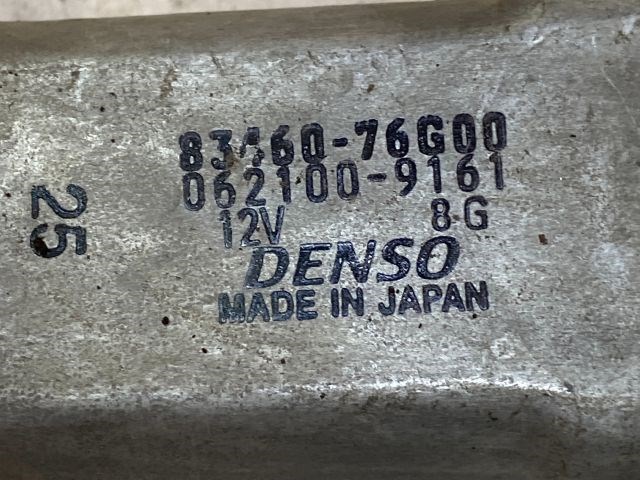 83460-76G00
062100-9161
12V 8G
DENSO
MADE IN JAPAN
25